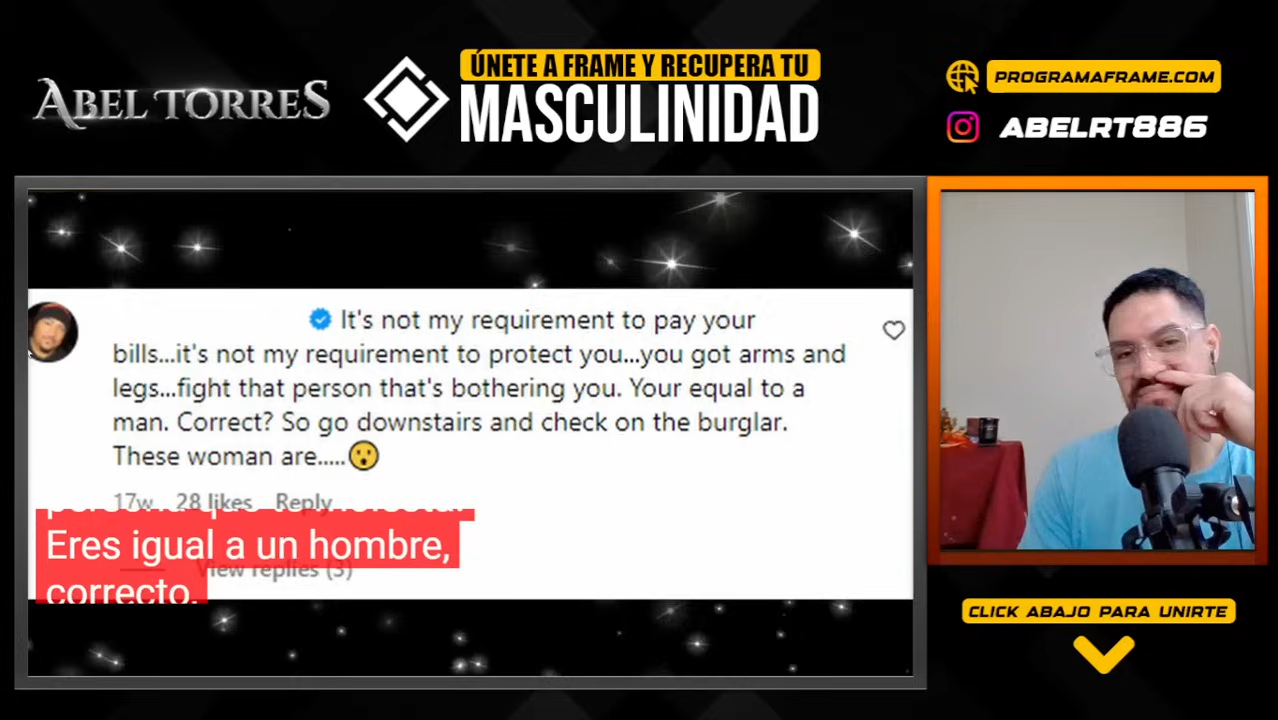 ABEL TORRES
ÚNETE A FRAME Y RECUPERA TU
MASCULINIDAD
PROGRAMAFRAME.COM
ABELRT886
It's not my requirement to pay your
bills...it's not my requirement to protect you...you got arms and
legs...fight that person that's bothering you. Your equal to a
man. Correct? So go downstairs and check on the burglar.
These woman are.....😮
17w 28 likes Reply
Eres igual a un hombre,
View replies (3)
correcto.
CLICK ABAJO PARA UNIRTE